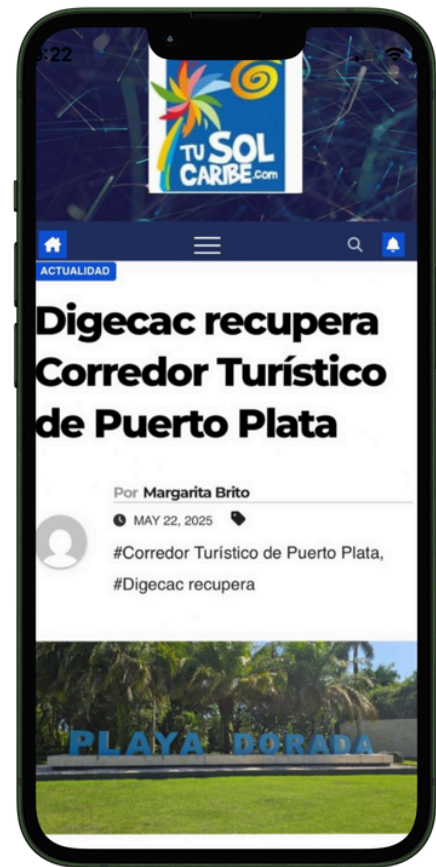 :22
TU SOL
CARIBE.com
ACTUALIDAD
Digecac recupera
Corredor Turístico
de Puerto Plata
Por Margarita Brito
MAY 22, 2025
#Corredor Turístico de Puerto Plata,
#Digecac recupera
PLAYA DORADA